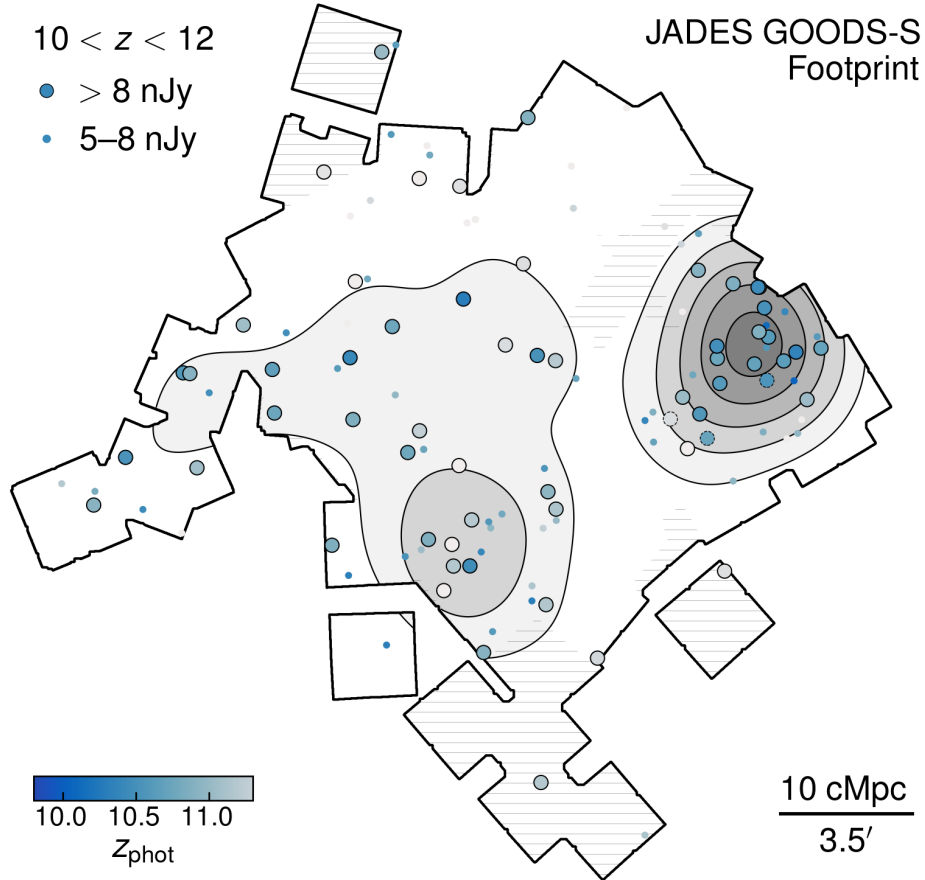 10 < z < 12
> 8 nJy
5–8 nJy
JADES GOODS-S
Footprint
10.0 10.5 11.0
zphot
10 cMpc
3.5′